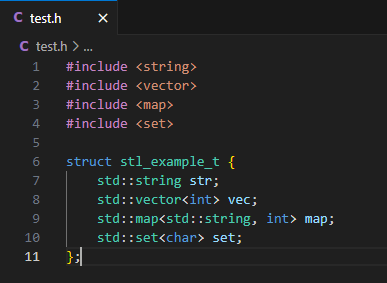 C test.h ×
C test.h > ...
1 #include <string>
2 #include <vector>
3 #include <map>
4 #include <set>
5
6 struct stl_example_t {
7     std::string str;
8     std::vector<int> vec;
9     std::map<std::string, int> map;
10     std::set<char> set;
11 };